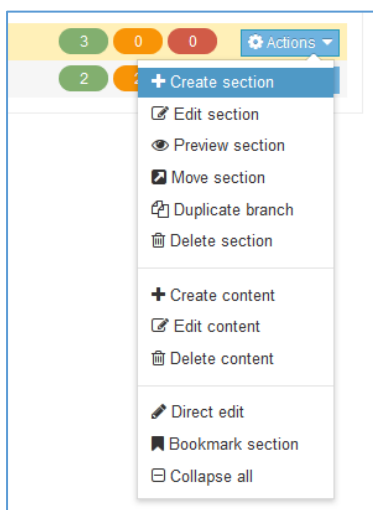 3 0 0 Actions
2
Create section
Edit section
Preview section
Move section
Duplicate branch
Delete section
Create content
Edit content
Delete content
Direct edit
Bookmark section
Collapse all